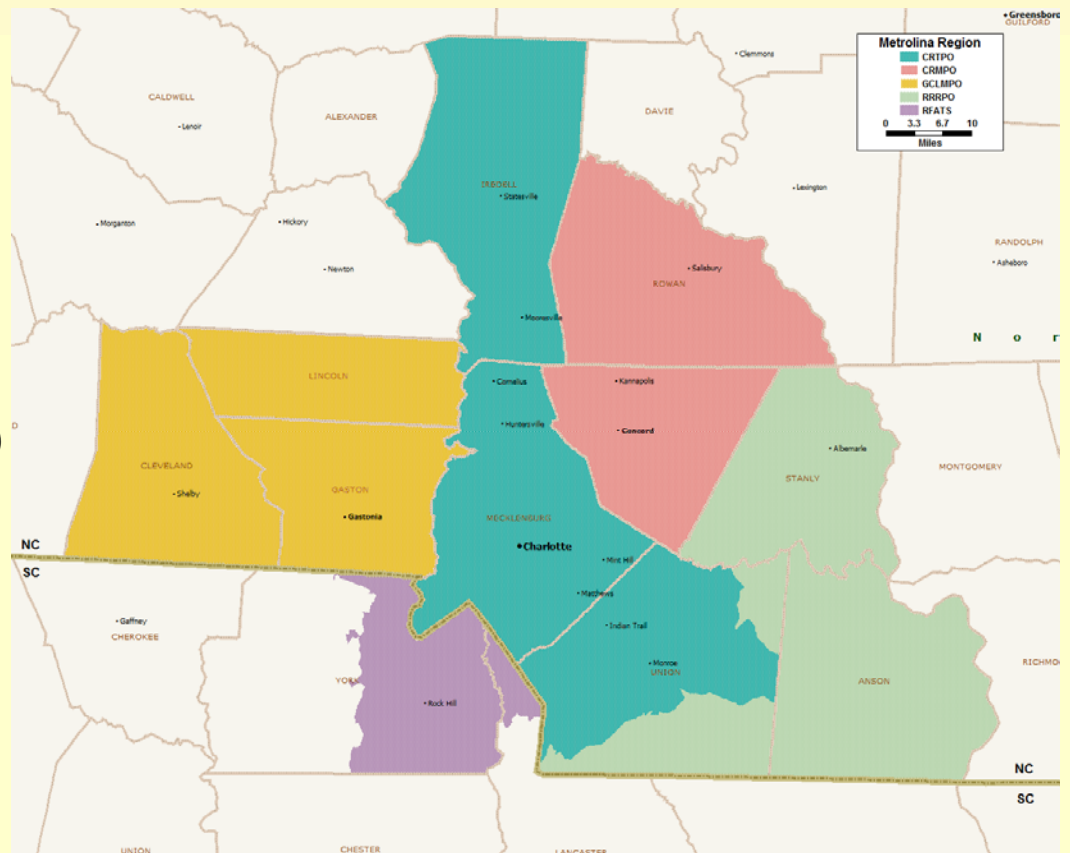 Greensboro
GUILFORD
Metrolina Region
CRTPO
CRMPO
GCLMPO
RRRPO
RFATS
0 3.3 6.7 10
Miles
Clemmons
CALDWELL
Lenoir
ALEXANDER
DAVIE
IREDELL
Statesville
Lexington
Morganton
Hickory
Newton
RANDOLPH
Asheboro
Salisbury
ROWAN
Mooresville
N o r
LINCOLN
Cornelius
Kannapolis
Huntersville
Concord
Albemarle
CLEVELAND
Shelby
GASTON
Gastonia
STANLY
MONTGOMERY
MECKLENBURG
Charlotte
NC
SC
Mint Hill
Matthews
Gaffney
CHEROKEE
Indian Trail
Monroe
UNION
RICHMO
YORK
Rock Hill
ANSON
NC
SC
UNION
CHESTER
LANCASTER